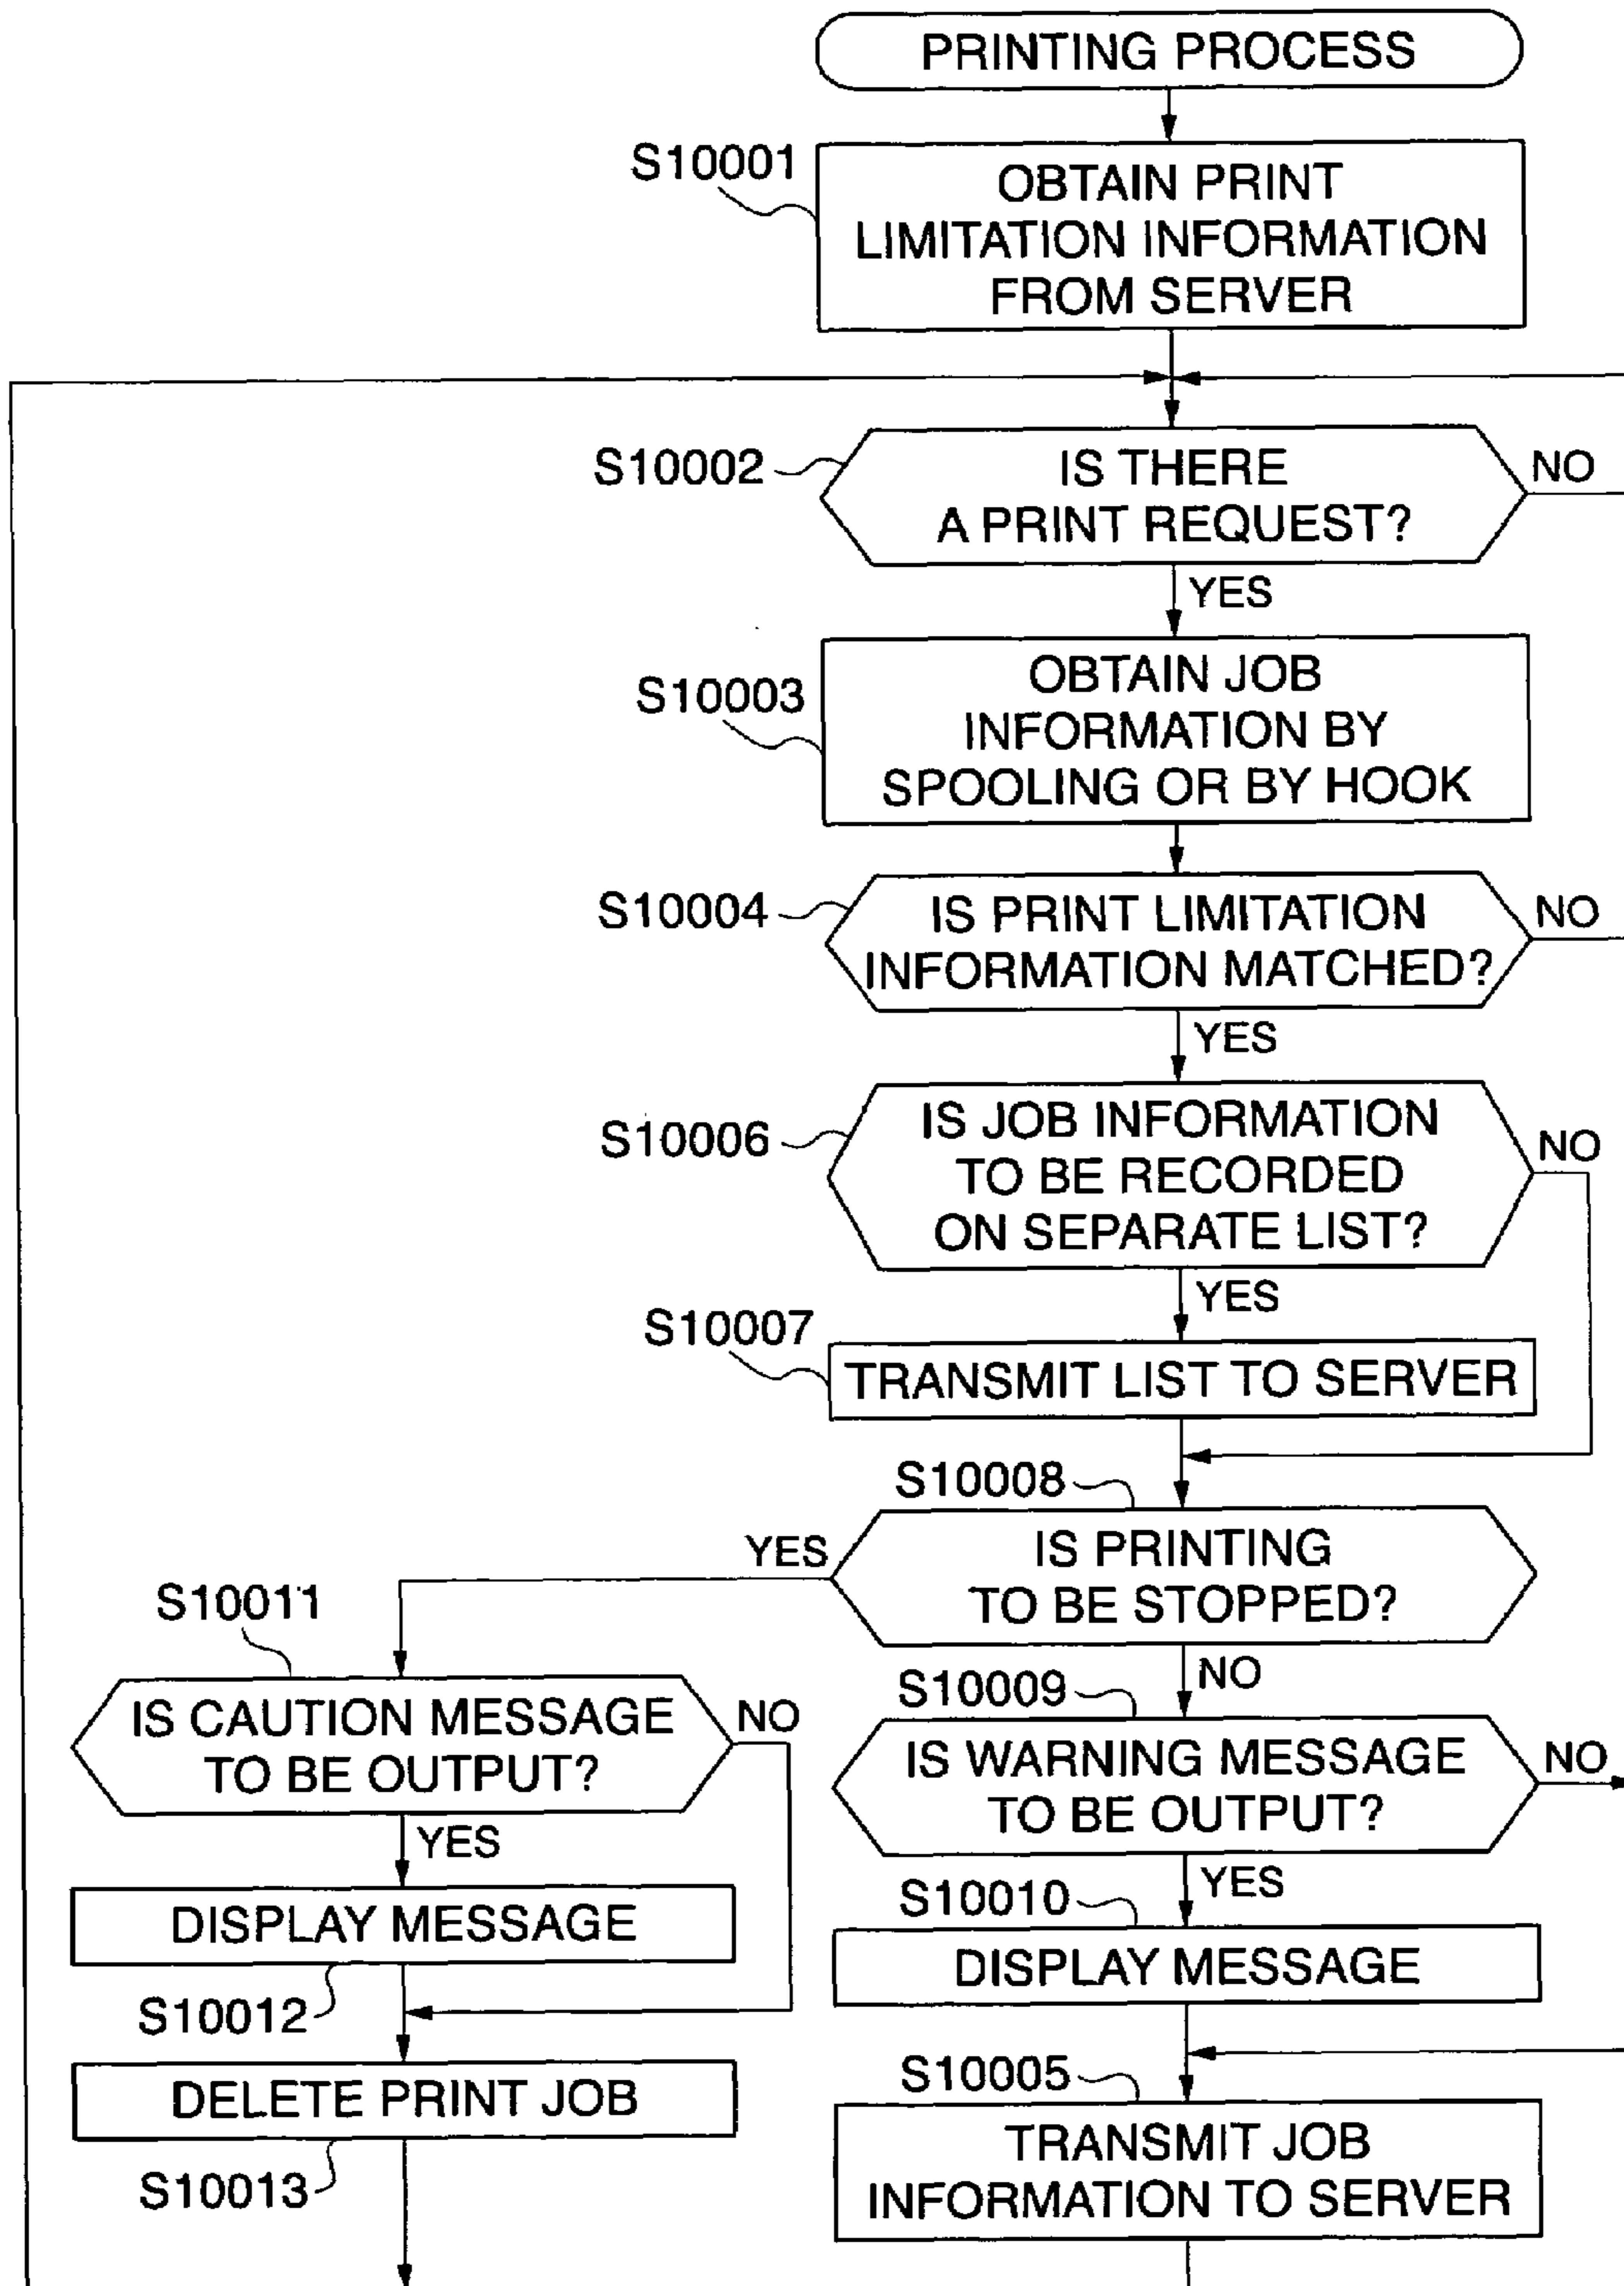 PRINTING PROCESS
S10001
OBTAIN PRINT
LIMITATION INFORMATION
FROM SERVER
S10002
IS THERE
A PRINT REQUEST?
NO
YES
S10003
OBTAIN JOB
INFORMATION BY
SPOOLING OR BY HOOK
S10004
IS PRINT LIMITATION
INFORMATION MATCHED?
NO
YES
S10006
IS JOB INFORMATION
TO BE RECORDED
ON SEPARATE LIST?
NO
YES
S10007
TRANSMIT LIST TO SERVER
S10008
IS PRINTING
TO BE STOPPED?
YES
NO
S10011
IS CAUTION MESSAGE
TO BE OUTPUT?
NO
YES
DISPLAY MESSAGE
S10012
DELETE PRINT JOB
S10013
S10009
IS WARNING MESSAGE
TO BE OUTPUT?
NO
YES
S10010
DISPLAY MESSAGE
S10005
TRANSMIT JOB
INFORMATION TO SERVER